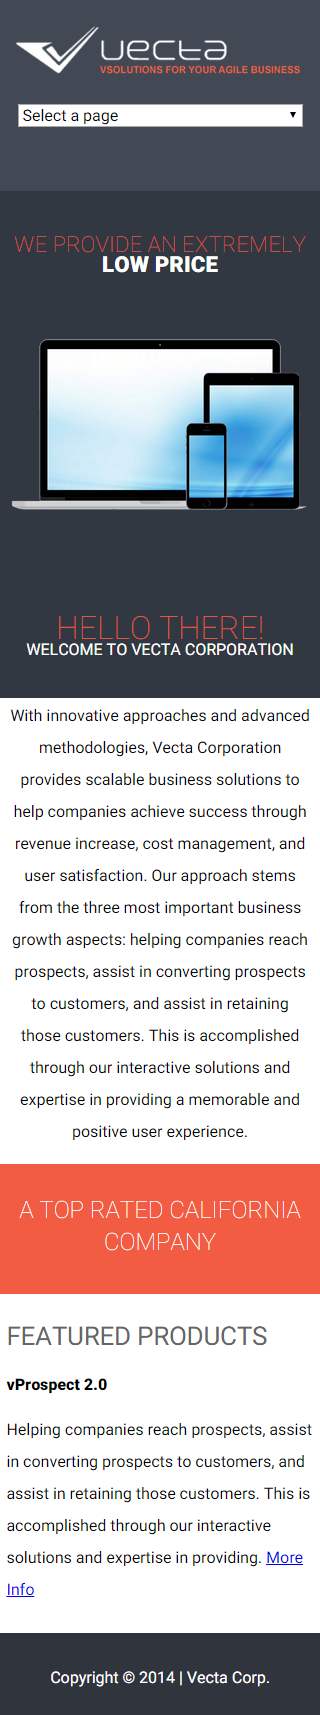 vecta
VSOLUTIONS FOR YOUR AGILE BUSINESS
Select a page
WE PROVIDE AN EXTREMELY
LOW PRICE
HELLO THERE!
WELCOME TO VECTA CORPORATION
With innovative approaches and advanced
methodologies, Vecta Corporation
provides scalable business solutions to
help companies achieve success through
revenue increase, cost management, and
user satisfaction. Our approach stems
from the three most important business
growth aspects: helping companies reach
prospects, assist in converting prospects
to customers, and assist in retaining
those customers. This is accomplished
through our interactive solutions and
expertise in providing a memorable and
positive user experience.
A TOP RATED CALIFORNIA
COMPANY
FEATURED PRODUCTS
vProspect 2.0
Helping companies reach prospects, assist
in converting prospects to customers, and
assist in retaining those customers. This is
accomplished through our interactive
solutions and expertise in providing. More
Info
Copyright © 2014 | Vecta Corp.